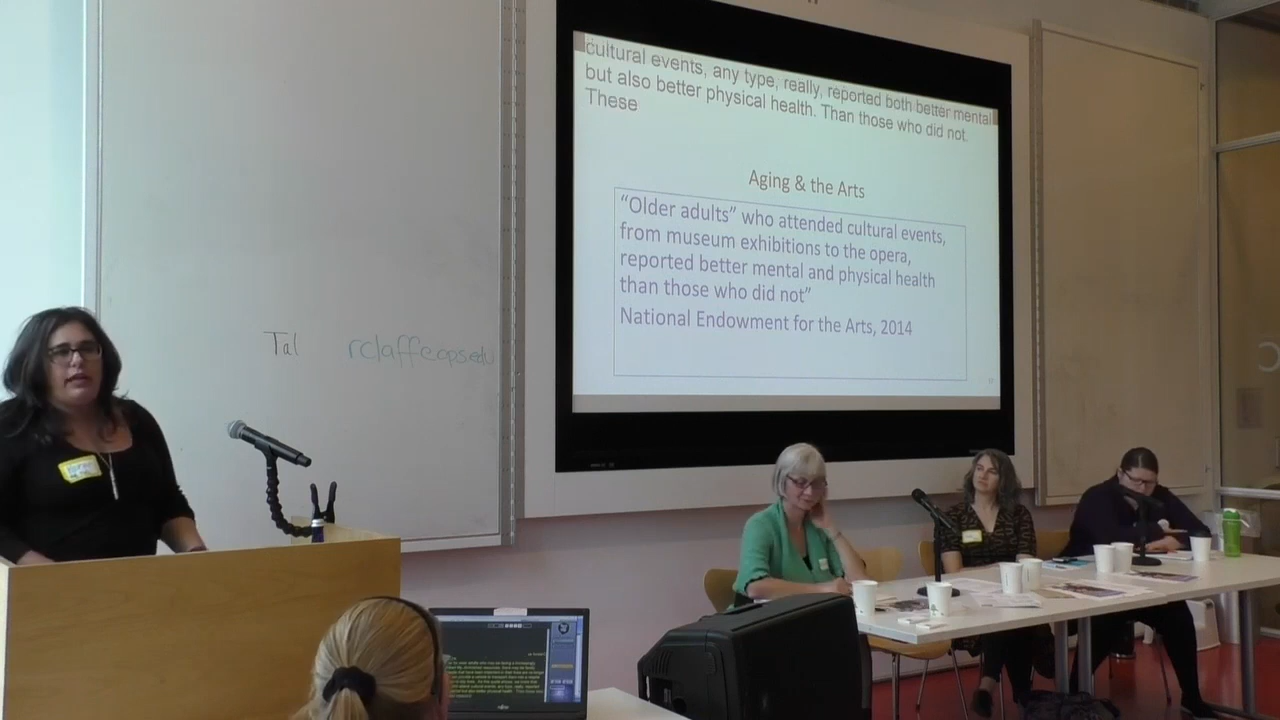 cultural events, any type, really, reported both better mental
but also better physical health. Than those who did not.
These
Aging & the Arts
“Older adults” who attended cultural events,
from museum exhibitions to the opera,
reported better mental and physical health
than those who did not”
National Endowment for the Arts, 2014
Tal